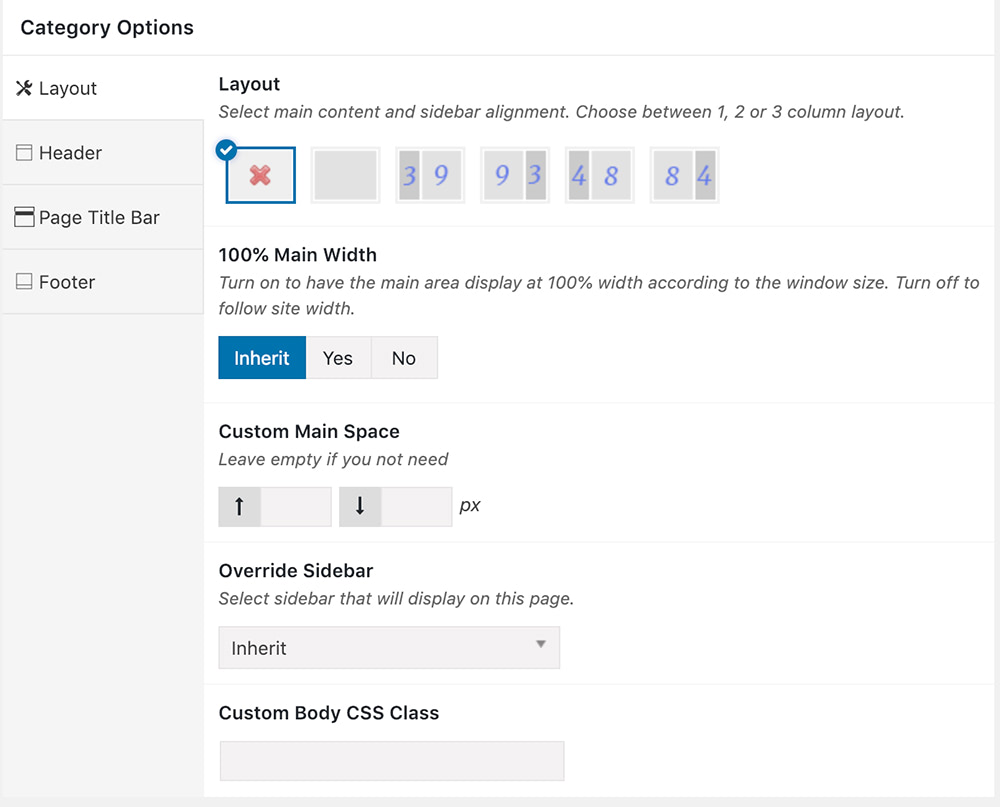 Category Options
Layout
Header
Page Title Bar
Footer
Layout
Select main content and sidebar alignment. Choose between 1, 2 or 3 column layout.
3 9 9 3 4 8 8 4
100% Main Width
Turn on to have the main area display at 100% width according to the window size. Turn off to
follow site width.
Inherit Yes No
Custom Main Space
Leave empty if you not need
px
Override Sidebar
Select sidebar that will display on this page.
Inherit
Custom Body CSS Class